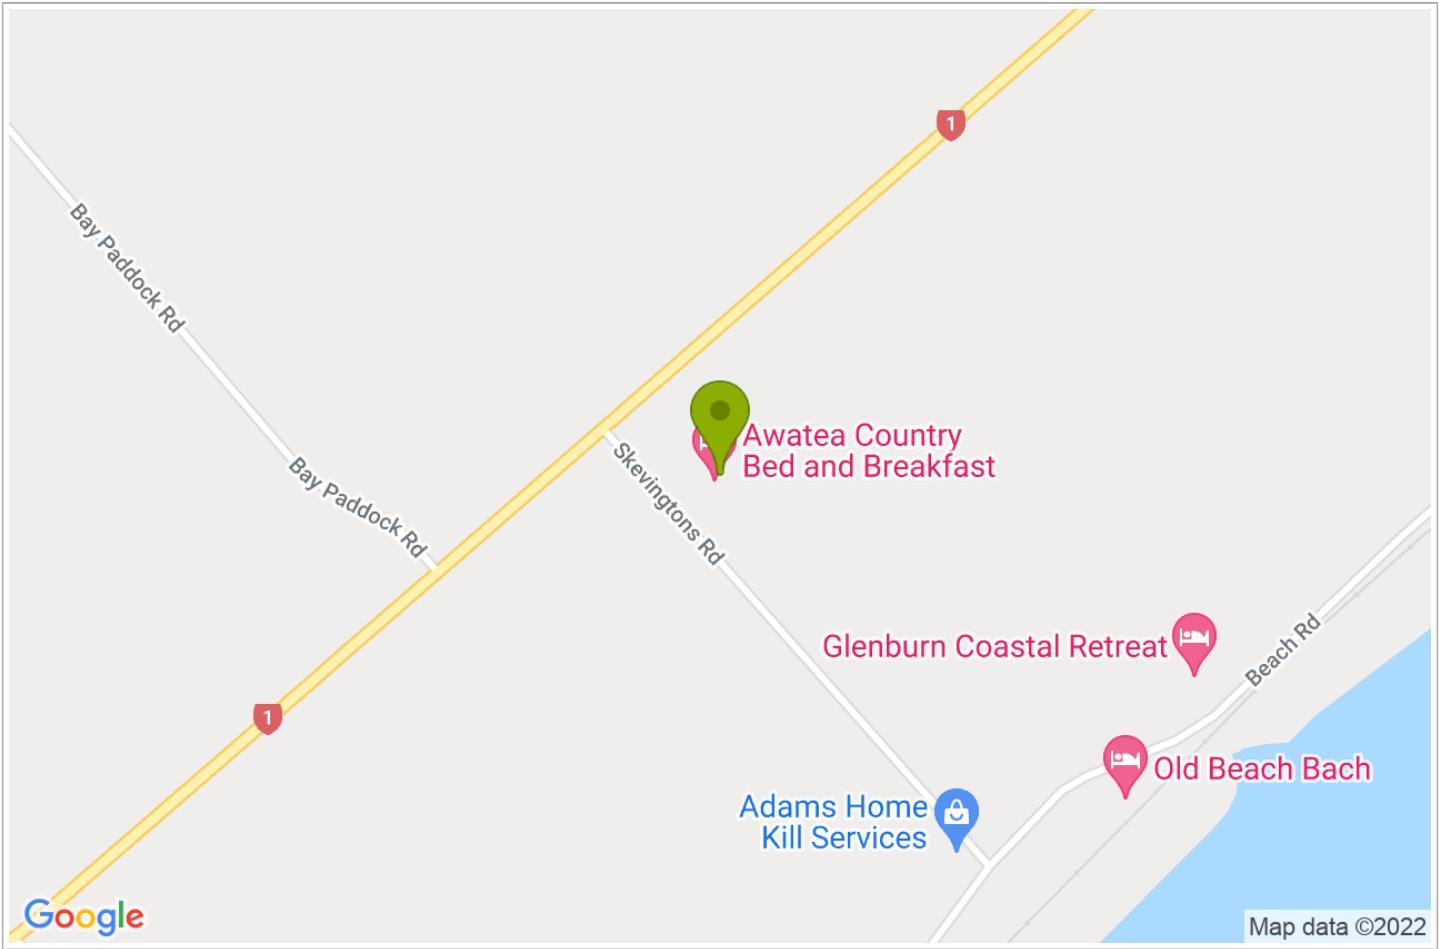 1
Bay Paddock Rd
Awatea Country
Bed and Breakfast
Skevingtons Rd
Bay Paddock Rd
Glenburn Coastal Retreat
Beach Rd
1
Old Beach Bach
Adams Home
Kill Services
Google
Map data ©2022